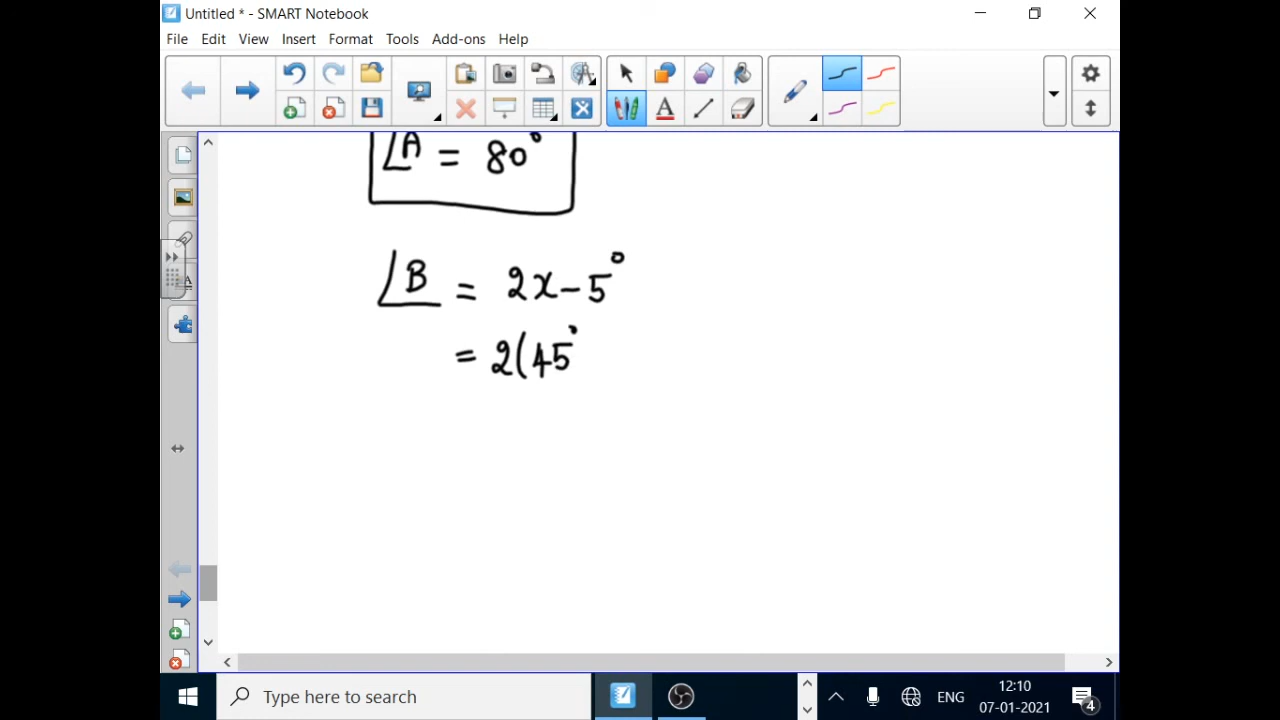 Untitled * - SMART Notebook
File Edit View Insert Format Tools Add-ons Help
∠A = 80°
∠B = 2x-5°
= 2(45°
Type here to search
ENG
12:10
07-01-2021
4